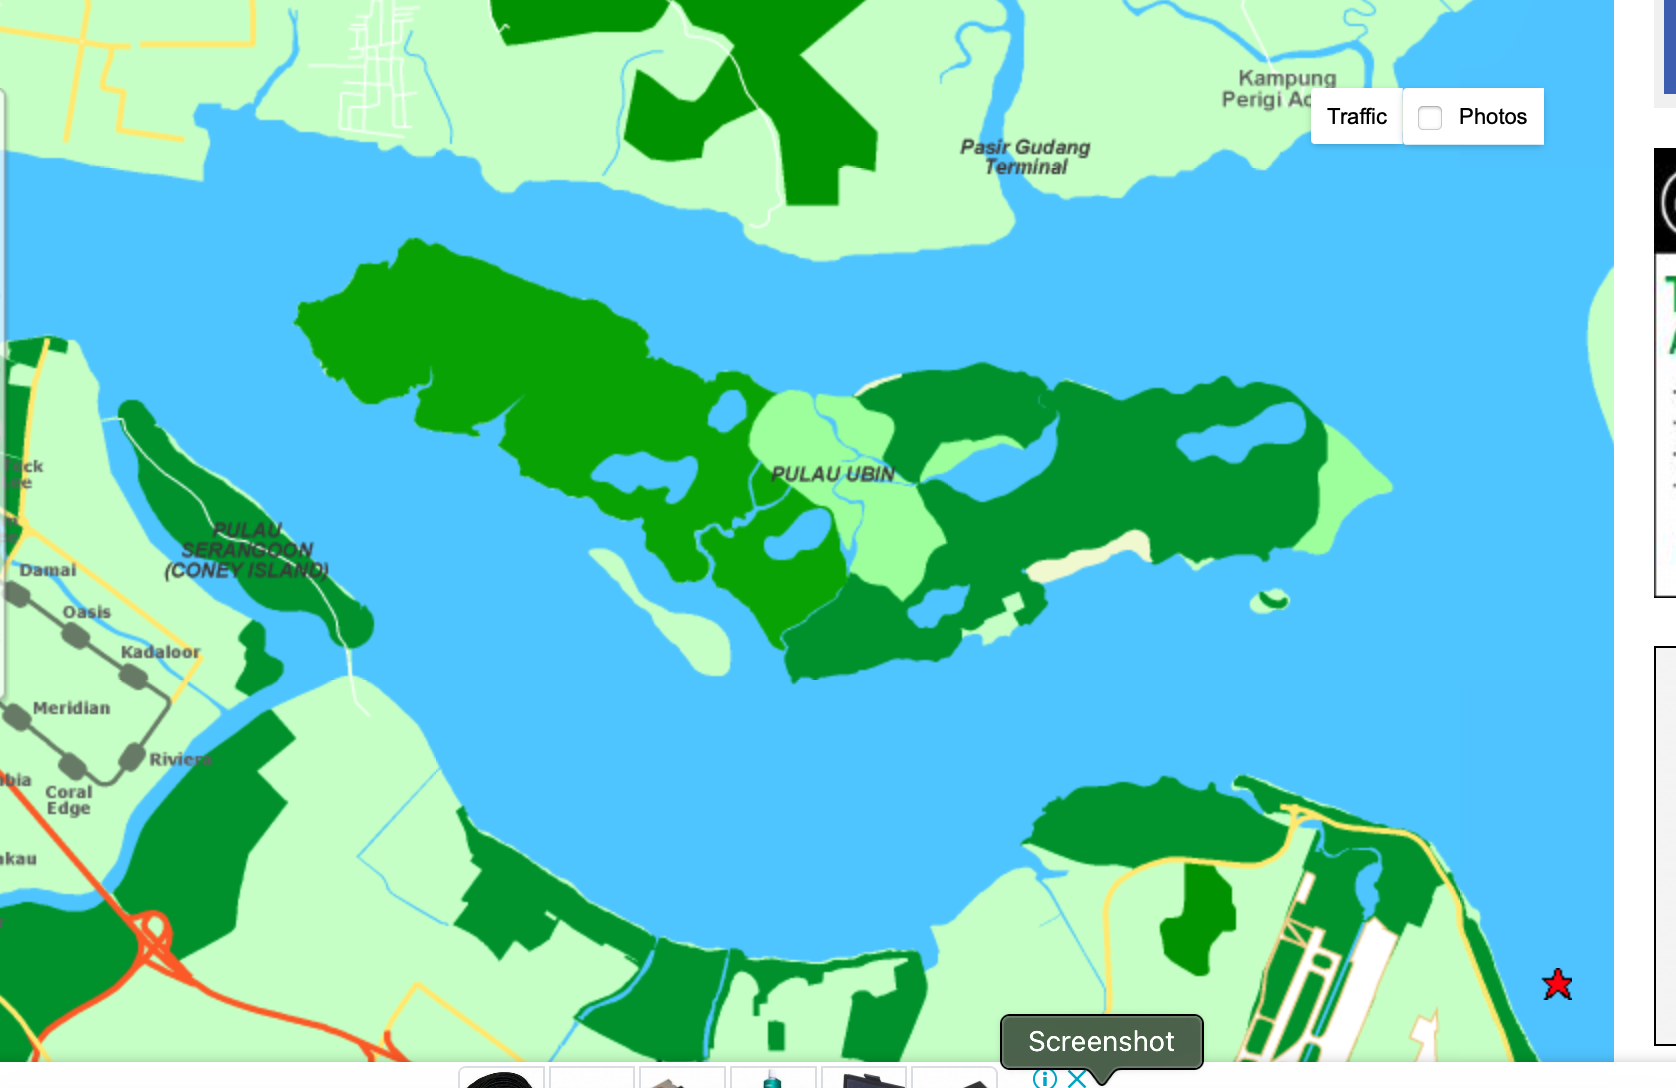 Kampung
Perigi
Traffic
Photos
Pasir Gudang
Terminal
PULAU UBIN
PULAU
SERANGOON
(CONEY ISLAND)
Damai
Oasis
Kadaloor
Meridian
Riviera
Coral
Edge
Screenshot